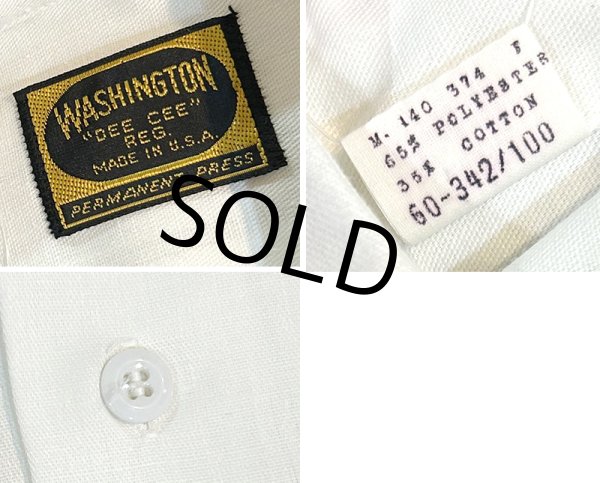 WASHINGTON
"DEE CEE"
REG.
MADE IN U.S.A.
PERMANENT PRESS
M. 140 374 F
65% POLYESTER
35% COTTON
60-342/100
SOLD